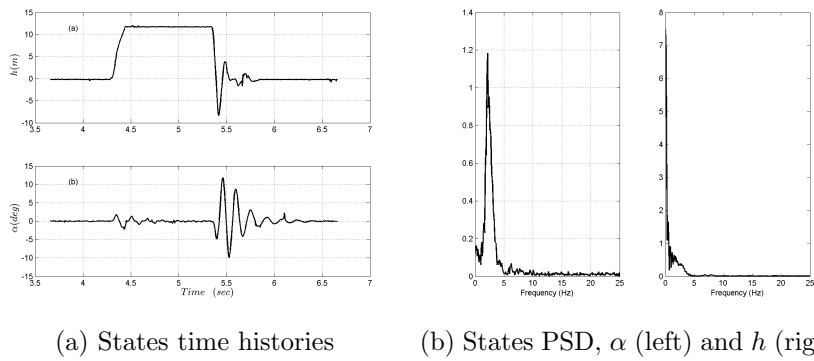 15
10
5
0
-5
-10
3.5 4 4.5 5 5.5 6 6.5 7
h(m)
(a)
15
10
5
0
-5
-10
-15
3.5 4 4.5 5 5.5 6 6.5 7
α(deg)
(b)
Time (sec)
1.4
1.2
1
0.8
0.6
0.4
0.2
0
0 5 10 15 20 25
Frequency (Hz)
8
7
6
5
4
3
2
1
0
0 5 10 15 20 25
Frequency (Hz)
(a) States time histories
(b) States PSD, α (left) and h (rig